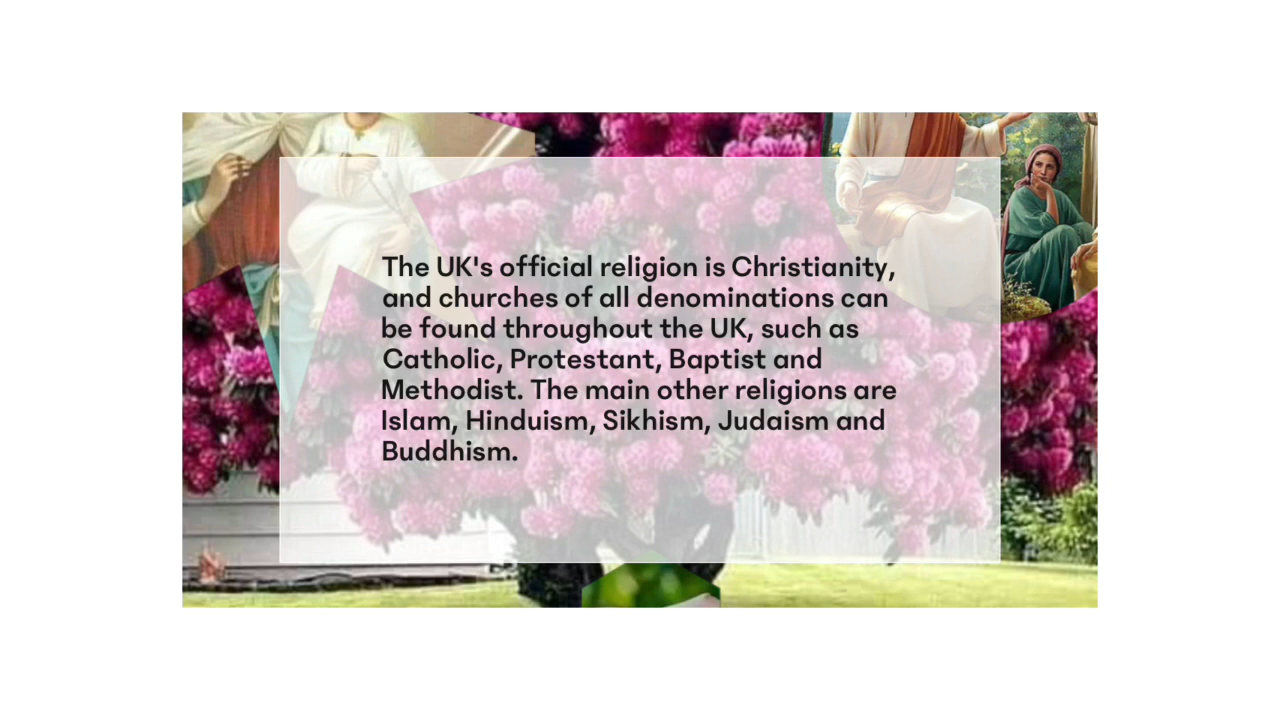 The UK's official religion is Christianity,
and churches of all denominations can
be found throughout the UK, such as
Catholic, Protestant, Baptist and
Methodist. The main other religions are
Islam, Hinduism, Sikhism, Judaism and
Buddhism.